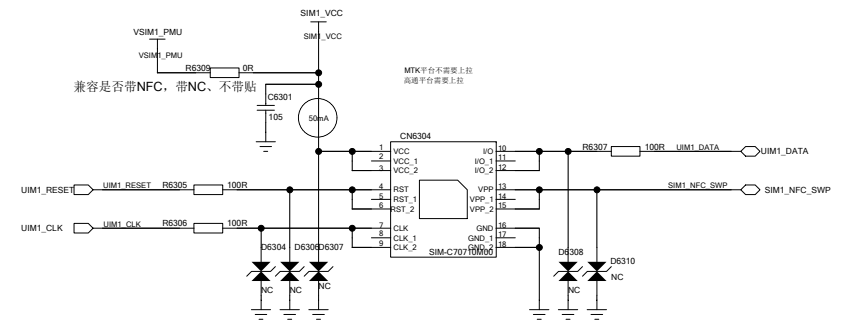 SIM1_VCC
VSIM1_PMU
SIM1_VCC
VSIM1_PMU
R6309 0R
MTK平台不需要上拉
高通平台需要上拉
兼容是否带NFC，带NC、不带贴
C6301
105
50mA
CN6304
1 VCC I/O 10
2 VCC_1 I/O_1 11
3 VCC_2 I/O_2 12
R6307 100R UIM1_DATA UIM1_DATA
UIM1_RESET UIM1_RESET R6305 100R
4 RST VPP 13
5 RST_1 VPP_1 14
6 RST_2 VPP_2 15
SIM1_NFC_SWP SIM1_NFC_SWP
UIM1_CLK UIM1_CLK R6306 100R
7 CLK GND 16
8 CLK_1 GND_1 17
9 CLK_2 GND_2 18
SIM-C70710M00
D6304 D6306 D6307
D6308 D6310
NC NC NC
NC NC